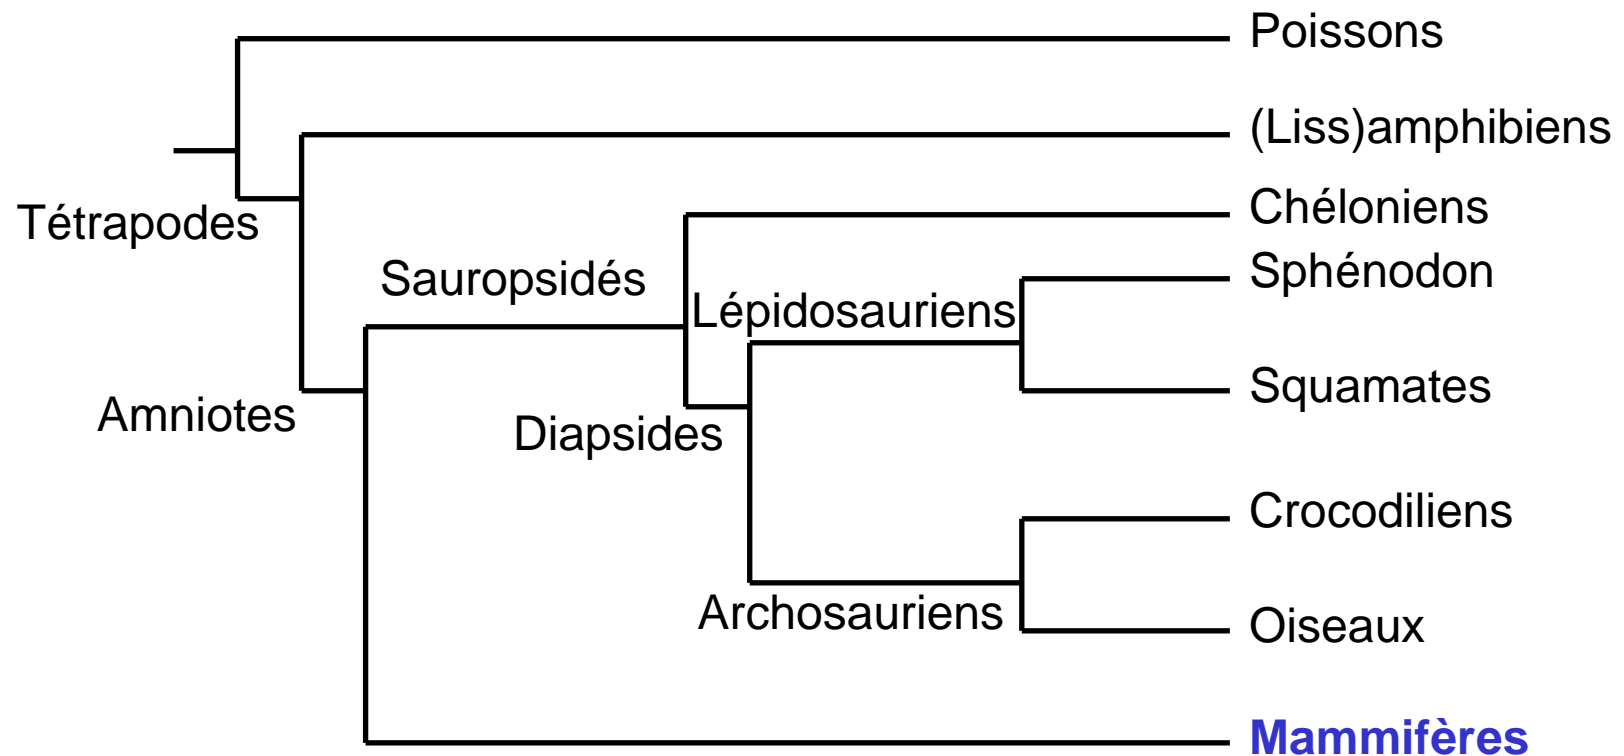 Poissons
(Liss)amphibiens
Chéloniens
Tétrapodes
Sauropsidés
Sphénodon
Lépidosauriens
Squamates
Amniotes
Diapsides
Crocodiliens
Archosauriens
Oiseaux
Mammifères